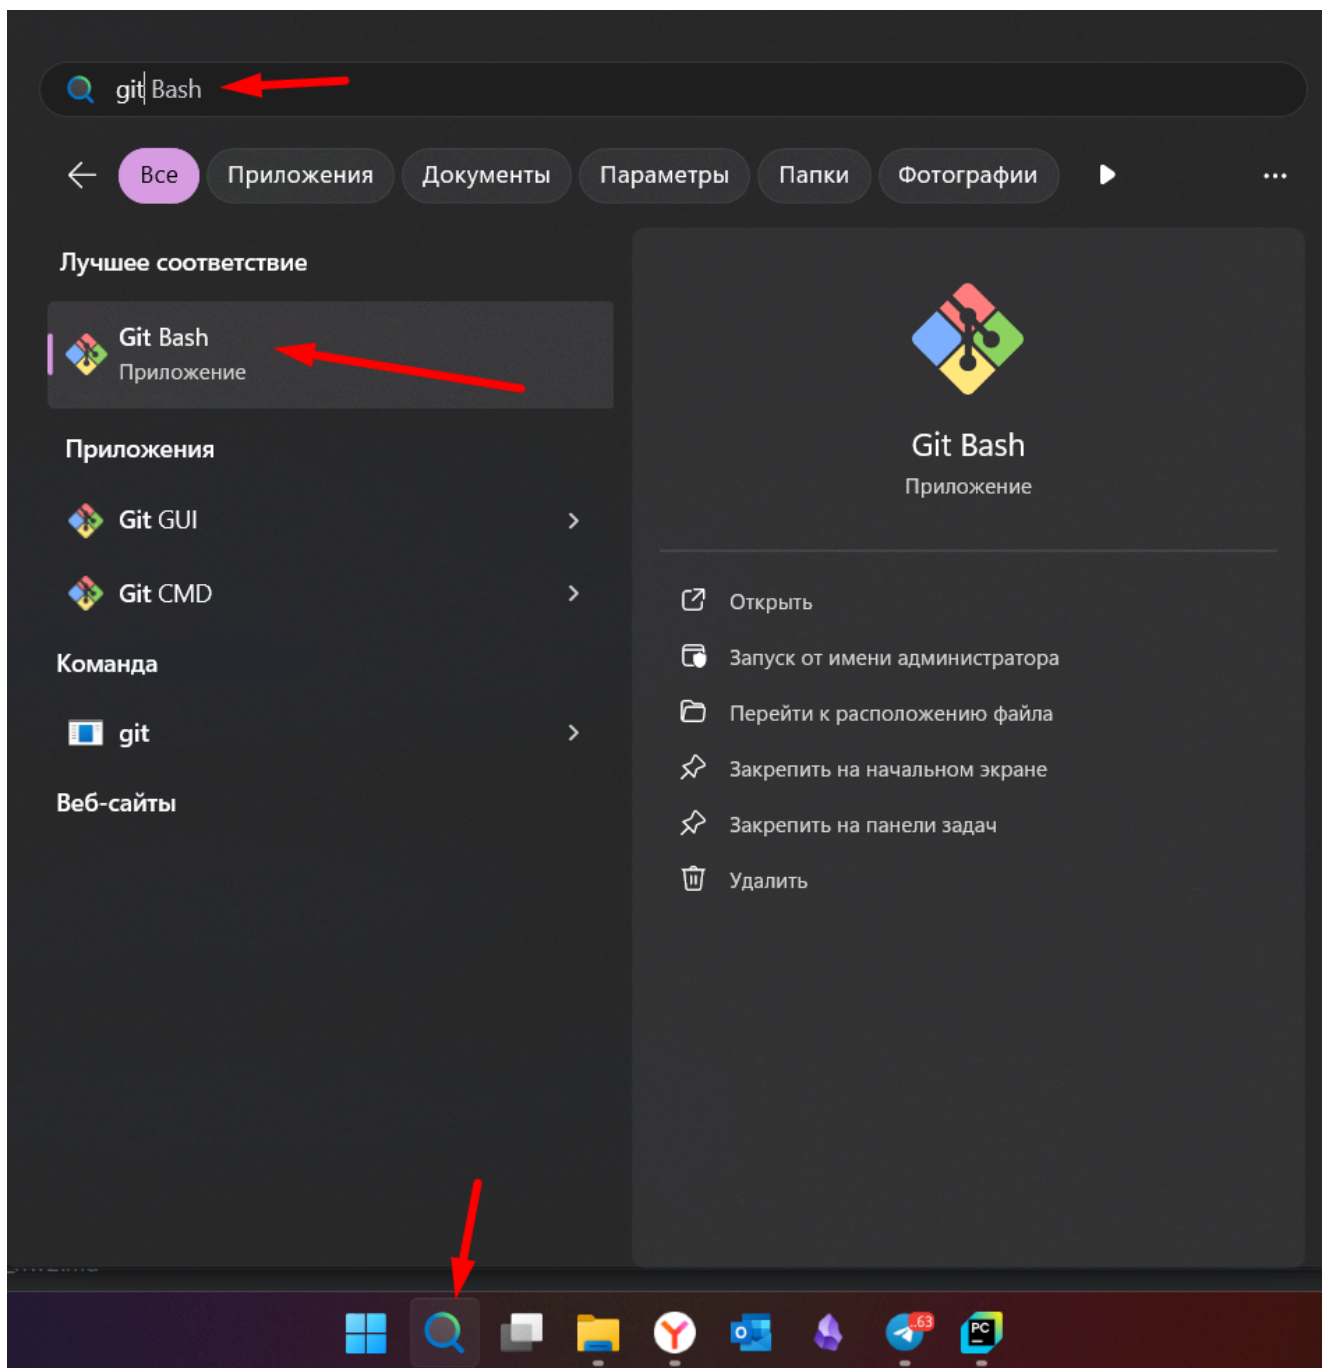 git Bash
Все Приложения Документы Параметры Папки Фотографии
Лучшее соответствие
Git Bash
Приложение
Приложения
Git GUI
Git CMD
Команда
git
Веб-сайты
Git Bash
Приложение
Открыть
Запуск от имени администратора
Перейти к расположению файла
Закрепить на начальном экране
Закрепить на панели задач
Удалить
..63
PC